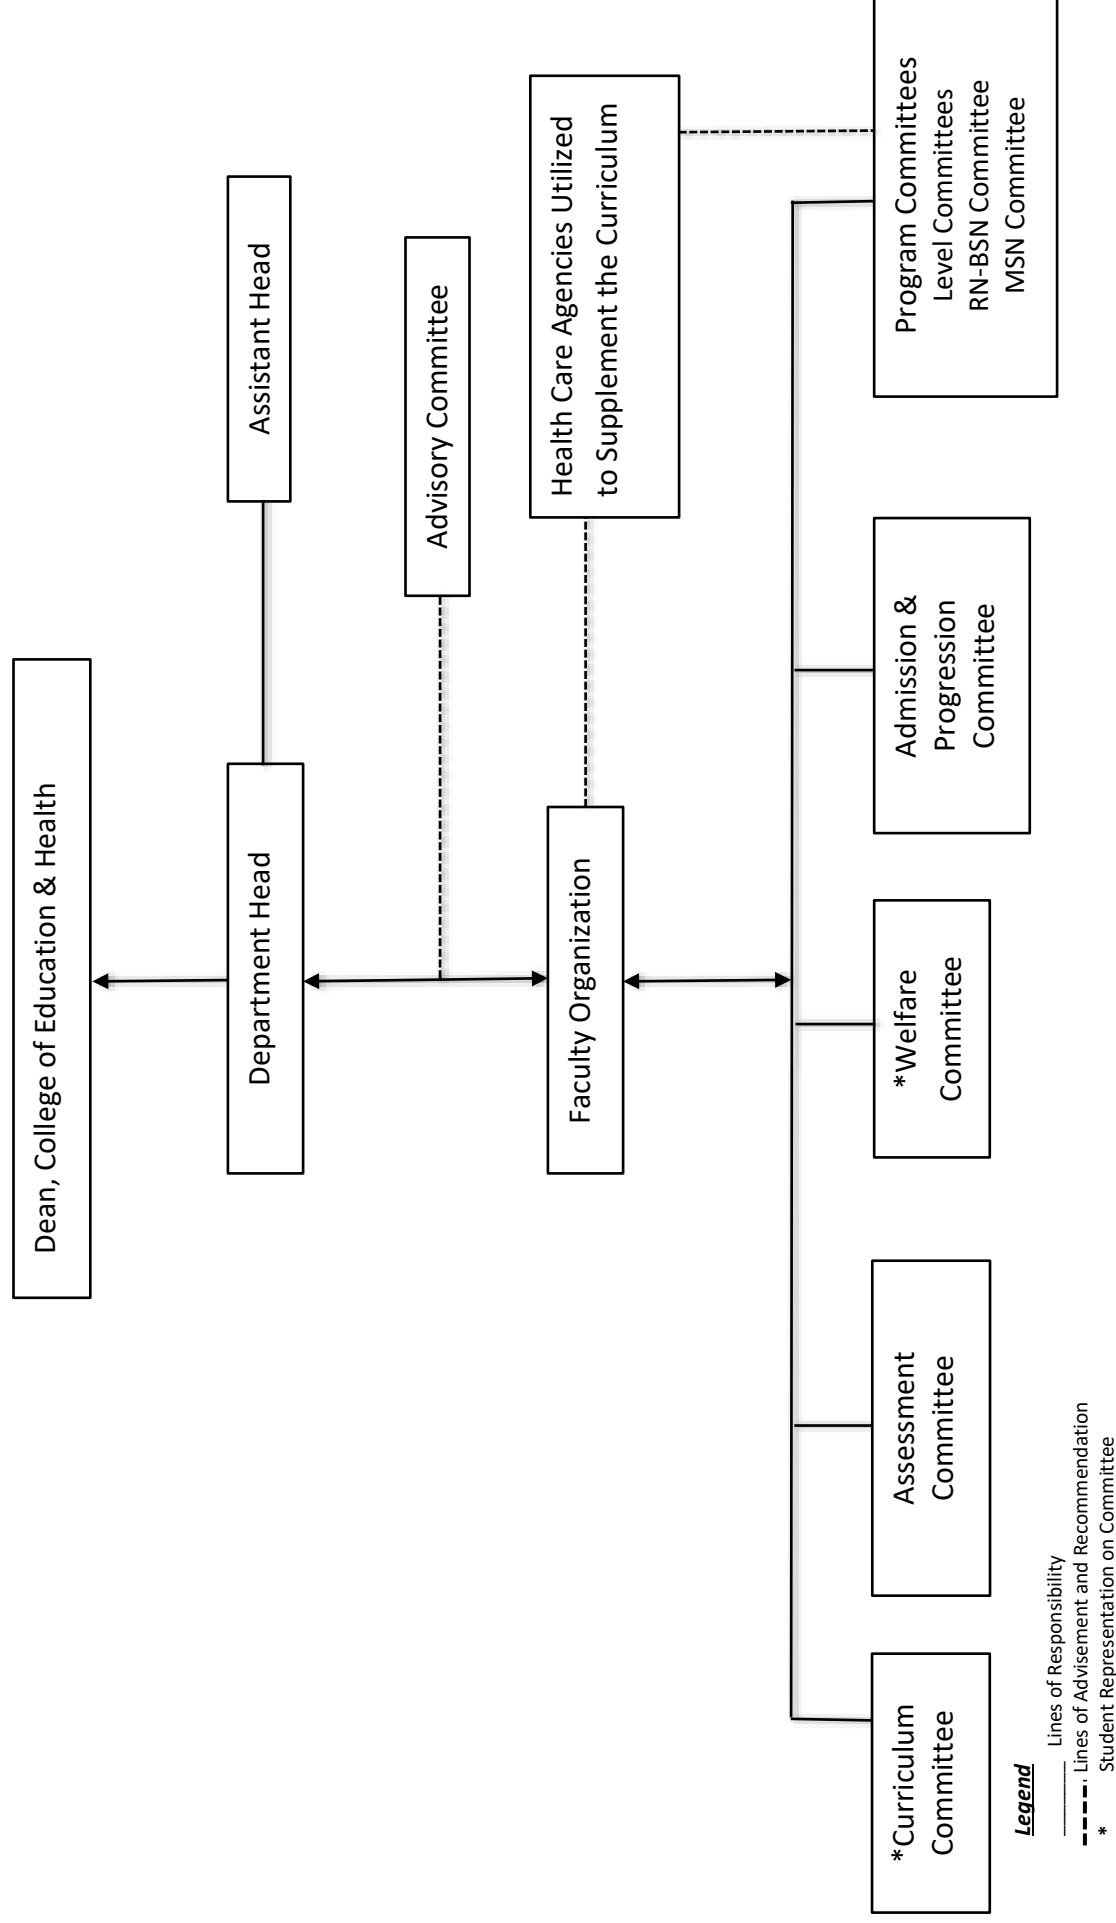 Dean, College of Education & Health
Department Head
Assistant Head
Advisory Committee
Faculty Organization
Health Care Agencies Utilized
to Supplement the Curriculum
*Curriculum
Committee
Assessment
Committee
*Welfare
Committee
Admission &
Progression
Committee
Program Committees
Level Committees
RN-BSN Committee
MSN Committee
Legend
Lines of Responsibility
Lines of Advisement and Recommendation
* Student Representation on Committee